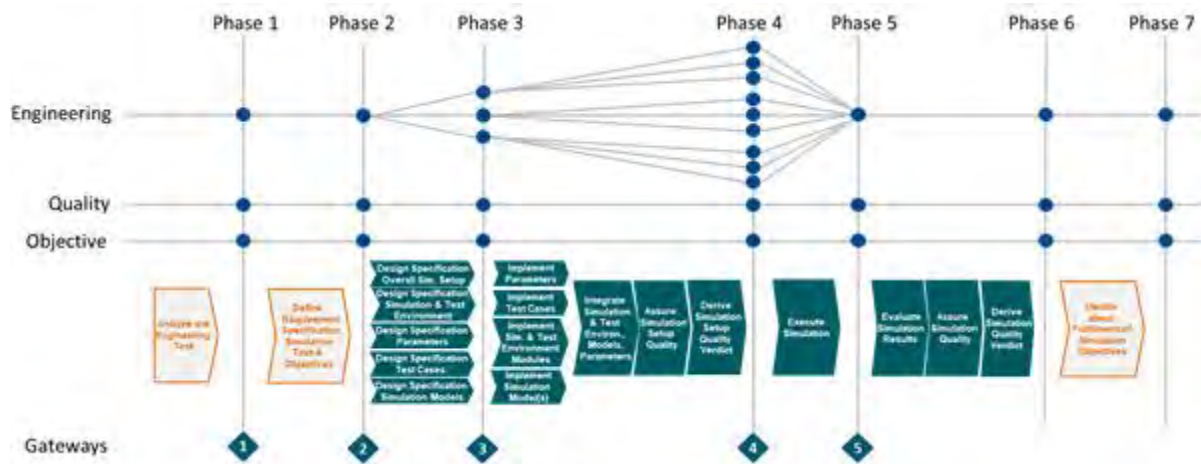 Phase 1
Phase 2
Phase 3
Phase 4
Phase 5
Phase 6
Phase 7
Engineering
Quality
Objective
Analyze the
Engineering
Task
Define
Requirement
Specification
Simulation
Task &
Objectives
Design Specification
Overall Sim. Setup
Design Specification
Simulation & Test
Environment
Design Specification
Parameters
Design Specification
Test Cases
Design Specification
Simulation Models
Implement
Parameters
Implement
Test Cases
Implement
Sim. & Test
Environment
Modules
Implement
Simulation
Model(s)
Integrate
Simulation
& Test
Environ.
Models,
Parameters
Assure
Simulation
Setup
Quality
Derive
Simulation
Setup
Quality
Verdict
Execute
Simulation
Evaluate
Simulation
Results
Assure
Simulation
Quality
Derive
Simulation
Quality
Verdict
Decide
about
Fulfillment of
Simulation
Objectives
Gateways
1
2
3
4
5